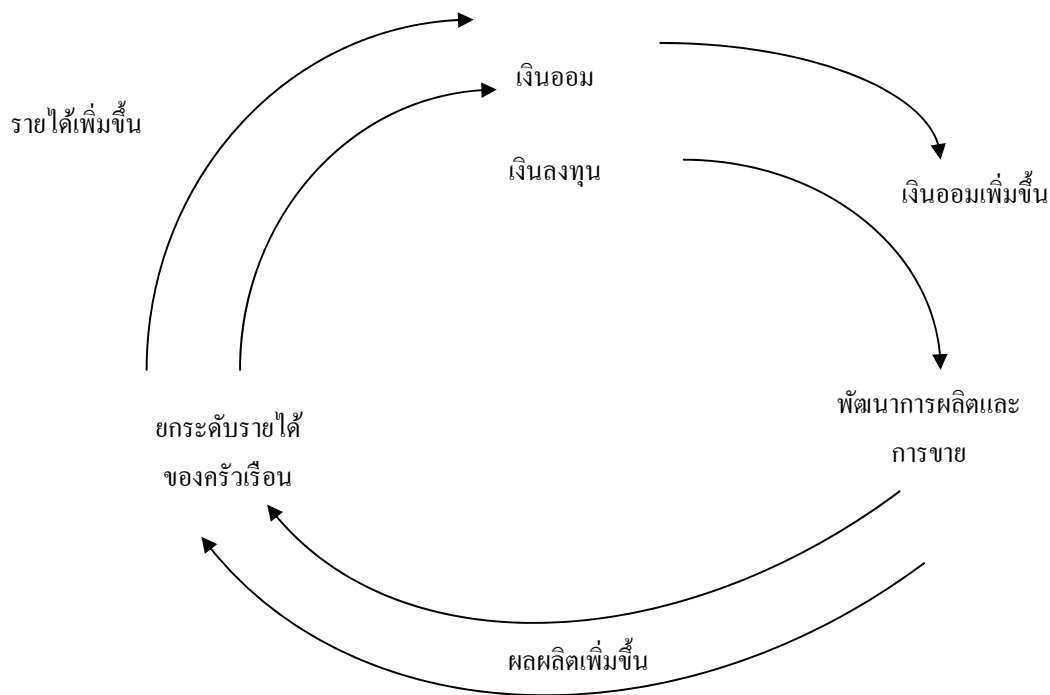 เงินออม
รายได้เพิ่มขึ้น
เงินลงทุน
เงินออมเพิ่มขึ้น
พัฒนาการผลิตและ
การขาย
ยกระดับรายได้
ของครัวเรือน
ผลผลิตเพิ่มขึ้น